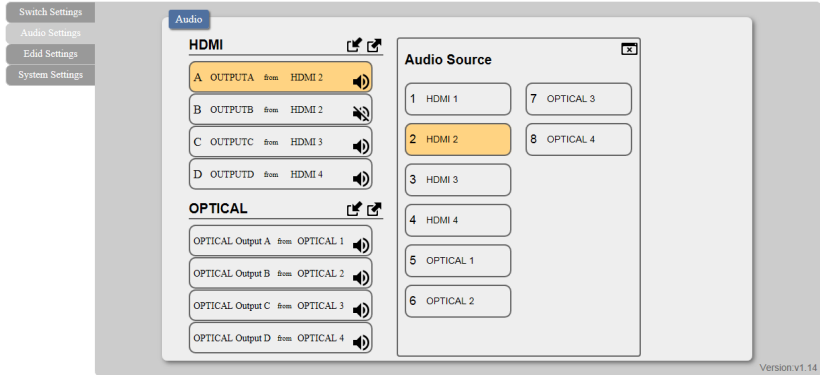 Switch Settings
Audio Settings
Edid Settings
System Settings
Audio
HDMI
A OUTPUTA from HDMI 2
B OUTPUTB from HDMI 2
C OUTPUTC from HDMI 3
D OUTPUTD from HDMI 4
OPTICAL
OPTICAL Output A from OPTICAL 1
OPTICAL Output B from OPTICAL 2
OPTICAL Output C from OPTICAL 3
OPTICAL Output D from OPTICAL 4
Audio Source
1 HDMI 1
2 HDMI 2
3 HDMI 3
4 HDMI 4
5 OPTICAL 1
6 OPTICAL 2
7 OPTICAL 3
8 OPTICAL 4
Version:v1.14